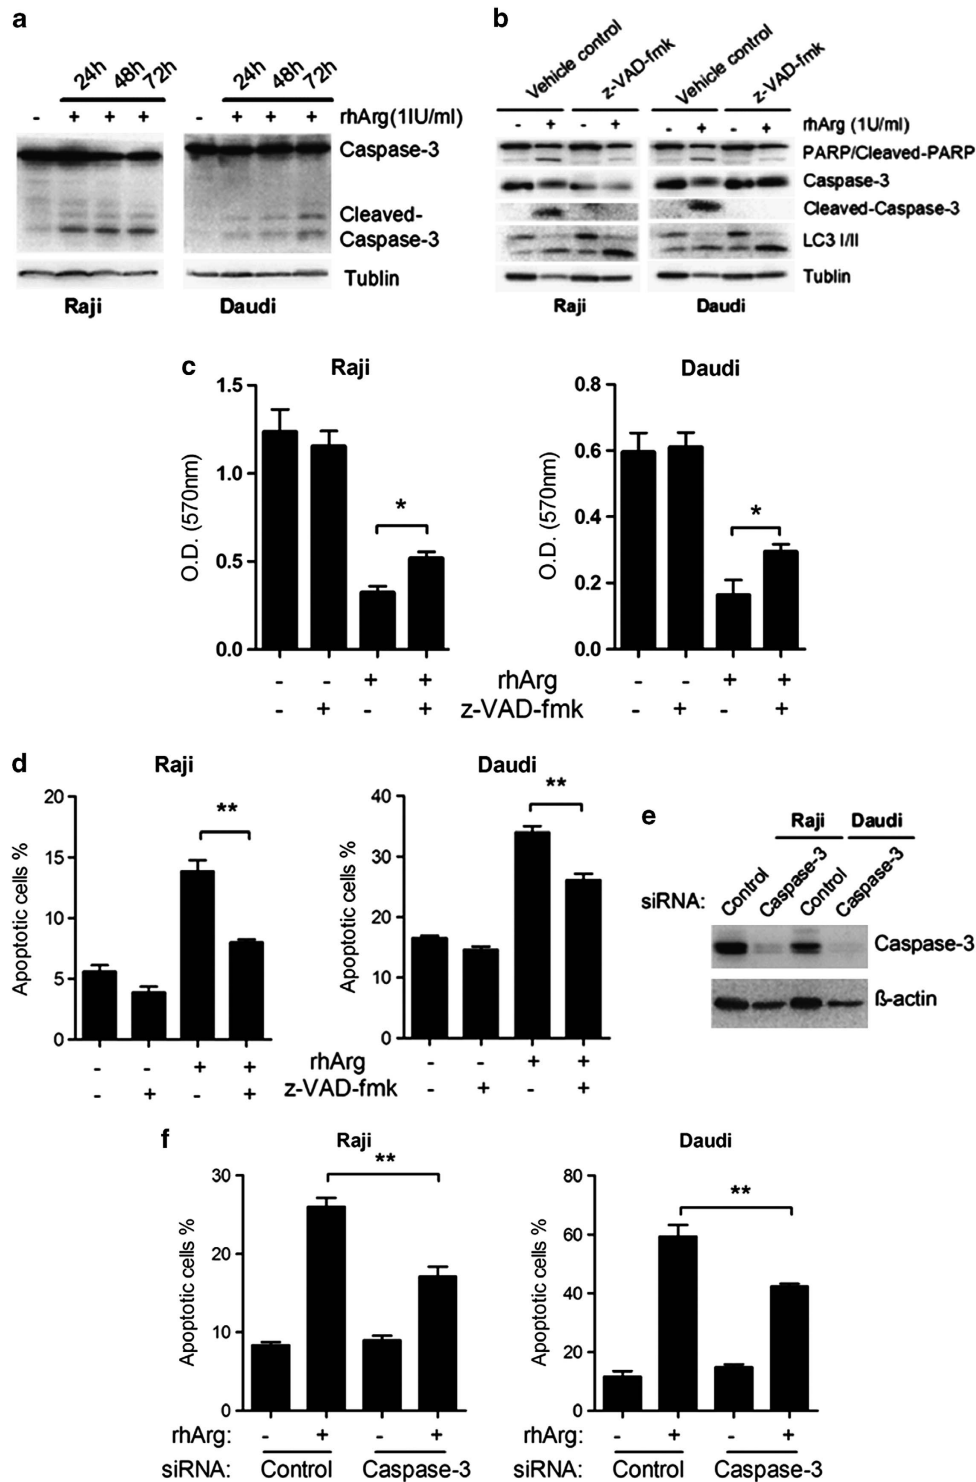 a
24h 48h 72h 24h 48h 72h
- + + + - + + + rhArg(1IU/ml)
Caspase-3
Cleaved-
Caspase-3
Tublin
Raji Daudi
b
Vehicle control z-VAD-fmk Vehicle control z-VAD-fmk
- + - + - + - + rhArg (1U/ml)
PARP/Cleaved-PARP
Caspase-3
Cleaved-Caspase-3
LC3 I/II
Tublin
Raji Daudi
c
Raji
O.D. (570nm)
1.5
1.0
0.5
0.0
*
- - + + rhArg
- + - + z-VAD-fmk
Daudi
O.D. (570nm)
0.8
0.6
0.4
0.2
0.0
*
- - + +
- + - +
d
Raji
Apoptotic cells %
20
15
10
5
0
**
- - + + rhArg
- + - + z-VAD-fmk
Daudi
Apoptotic cells %
40
30
20
10
0
**
- - + +
- + - +
e
Raji Daudi
siRNA: Control Caspase-3 Control Caspase-3
Caspase-3
ß-actin
f
Raji
Apoptotic cells %
30
20
10
0
**
rhArg: - + - +
siRNA: Control Caspase-3
Daudi
Apoptotic cells %
80
60
40
20
0
**
rhArg: - + - +
siRNA: Control Caspase-3